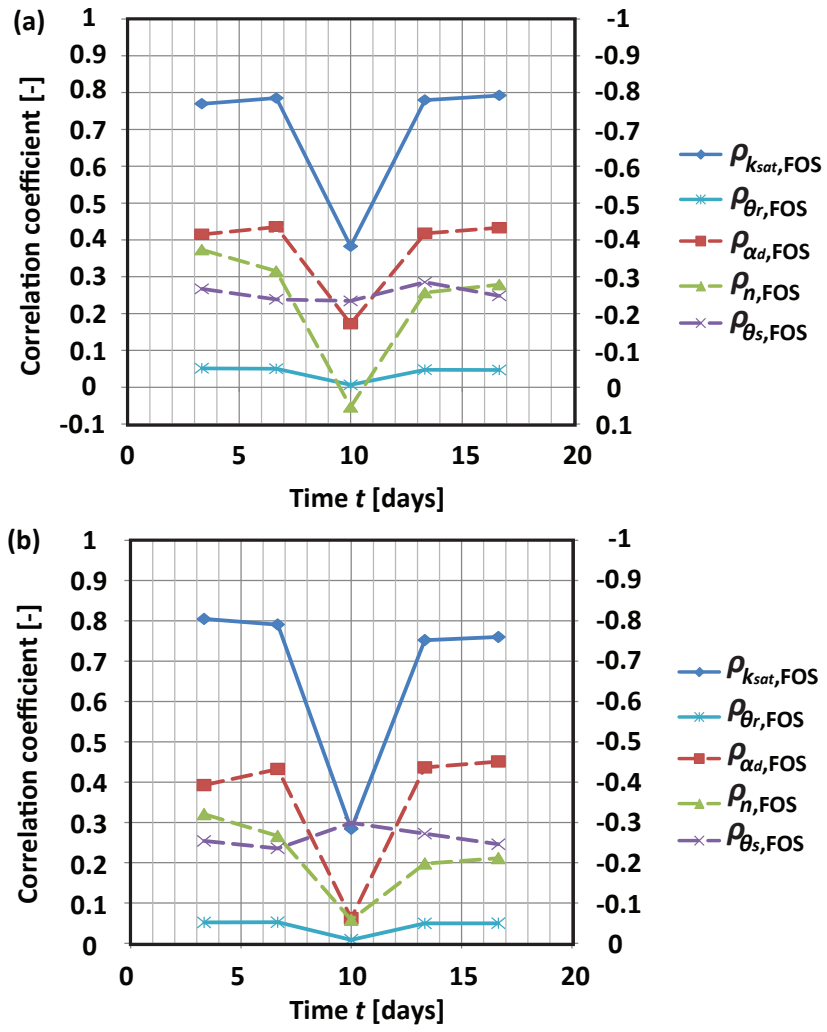 (a)
Correlation coefficient [-]
1
0.9
0.8
0.7
0.6
0.5
0.4
0.3
0.2
0.1
0
-0.1
-1
-0.9
-0.8
-0.7
-0.6
-0.5
-0.4
-0.3
-0.2
-0.1
0
0.1
0 5 10 15 20
Time t [days]
ρksat,FOS
ρθr,FOS
ραd,FOS
ρn,FOS
ρθs,FOS
(b)
Correlation coefficient [-]
1
0.9
0.8
0.7
0.6
0.5
0.4
0.3
0.2
0.1
0
-1
-0.9
-0.8
-0.7
-0.6
-0.5
-0.4
-0.3
-0.2
-0.1
0
0 5 10 15 20
Time t [days]
ρksat,FOS
ρθr,FOS
ραd,FOS
ρn,FOS
ρθs,FOS